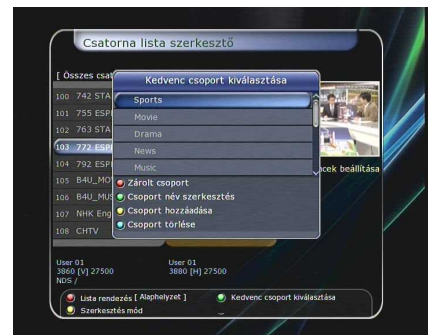 Csatorna lista szerkesztő
[ Összes csat
Kedvenc csoport kiválasztása
100 742 STA
Sports
101 755 ESPI
Movie
102 763 STA
Drama
103 772 ESPI
News
104 792 ESPI
Music
ncek beállítása
105 B4U_MO
Zárolt csoport
106 B4U_MUS
Csoport név szerkesztés
107 NHK Eng
Csoport hozzáadása
108 CHTV
Csoport törlése
User 01 User 01
3860 [V] 27500 3880 [H] 27500
NDS /
Lista rendezés [ Alaphelyzet ] Kedvenc csoport kiválasztása
Szerkesztés mód